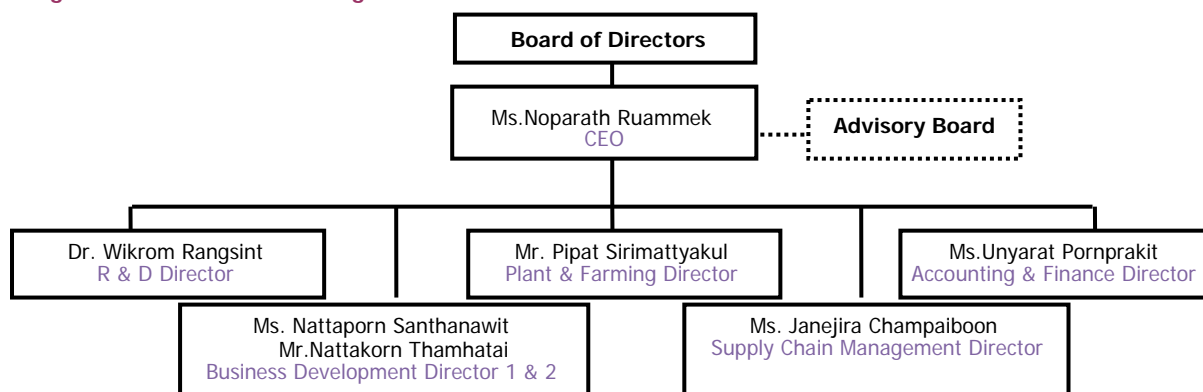 Board of Directors
Ms.Noparath Ruammek
CEO
Advisory Board
Dr. Wikrom Rangsint
R & D Director
Mr. Pipat Sirimattyakul
Plant & Farming Director
Ms.Unyarat Pornprakit
Accounting & Finance Director
Ms. Nattaporn Santhanawit
Mr.Nattakorn Thamhatai
Business Development Director 1 & 2
Ms. Janejira Champaiboon
Supply Chain Management Director